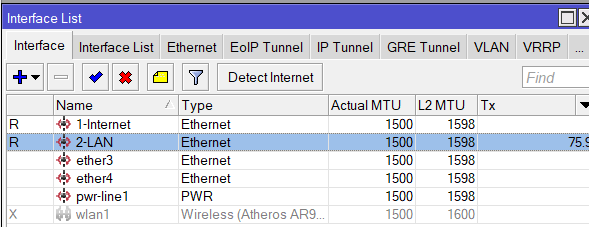 Interface List
Interface Interface List Ethernet EoIP Tunnel IP Tunnel GRE Tunnel VLAN VRRP ...
Detect Internet Find
Name Type Actual MTU L2 MTU Tx
R 1-Internet Ethernet 1500 1598
R 2-LAN Ethernet 1500 1598 75.9
ether3 Ethernet 1500 1598
ether4 Ethernet 1500 1598
pwr-line1 PWR 1500 1598
X wlan1 Wireless (Atheros AR9... 1500 1600